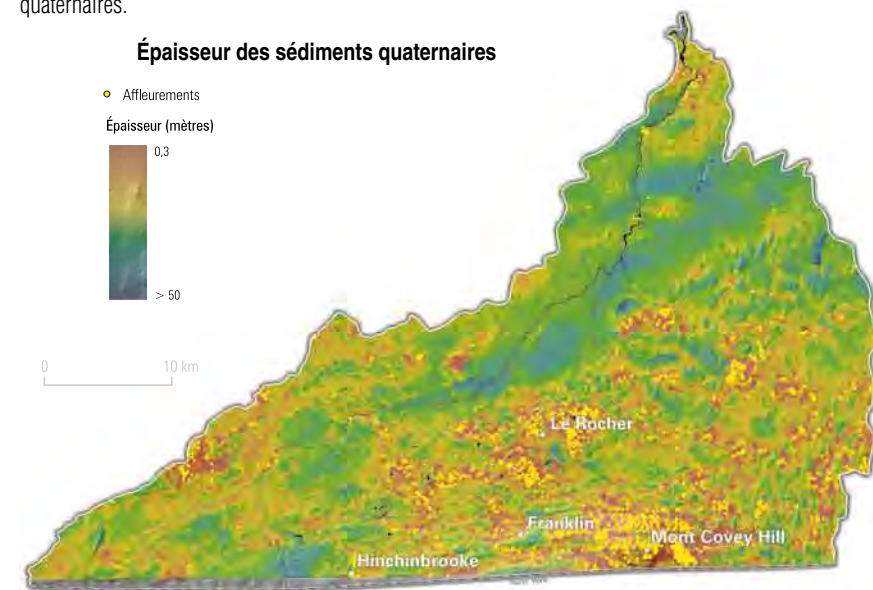 quaternaires.
Épaisseur des sédiments quaternaires
Affleurements
Épaisseur (mètres)
0,3
> 50
0 10 km
Le Rocher
Franklin
Mont Covey Hill
Hinchinbrooke